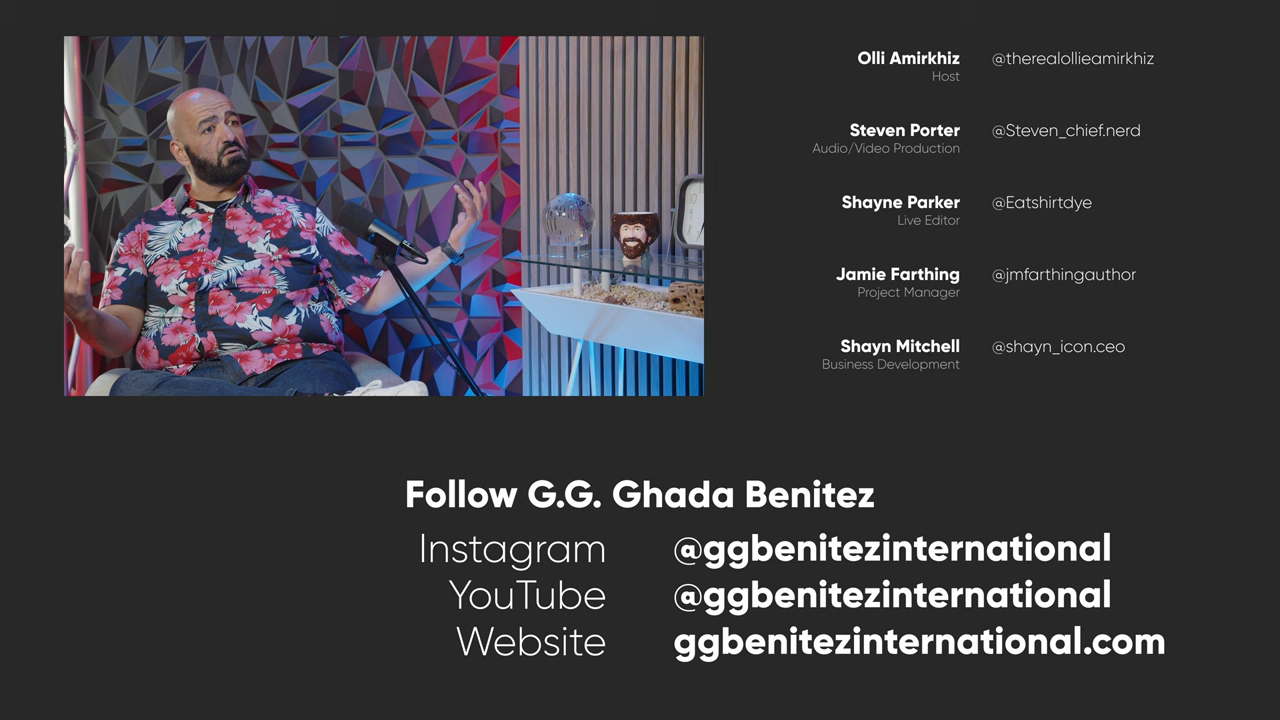 Olli Amirkhiz @therealollieamirkhiz
Host
Steven Porter @Steven_chief.nerd
Audio/Video Production
Shayne Parker @Eatshirtdye
Live Editor
Jamie Farthing @jmfarthingauthor
Project Manager
Shayn Mitchell @shayn_icon.ceo
Business Development
Follow G.G. Ghada Benitez
Instagram @ggbenitezinternational
YouTube @ggbenitezinternational
Website ggbenitezinternational.com